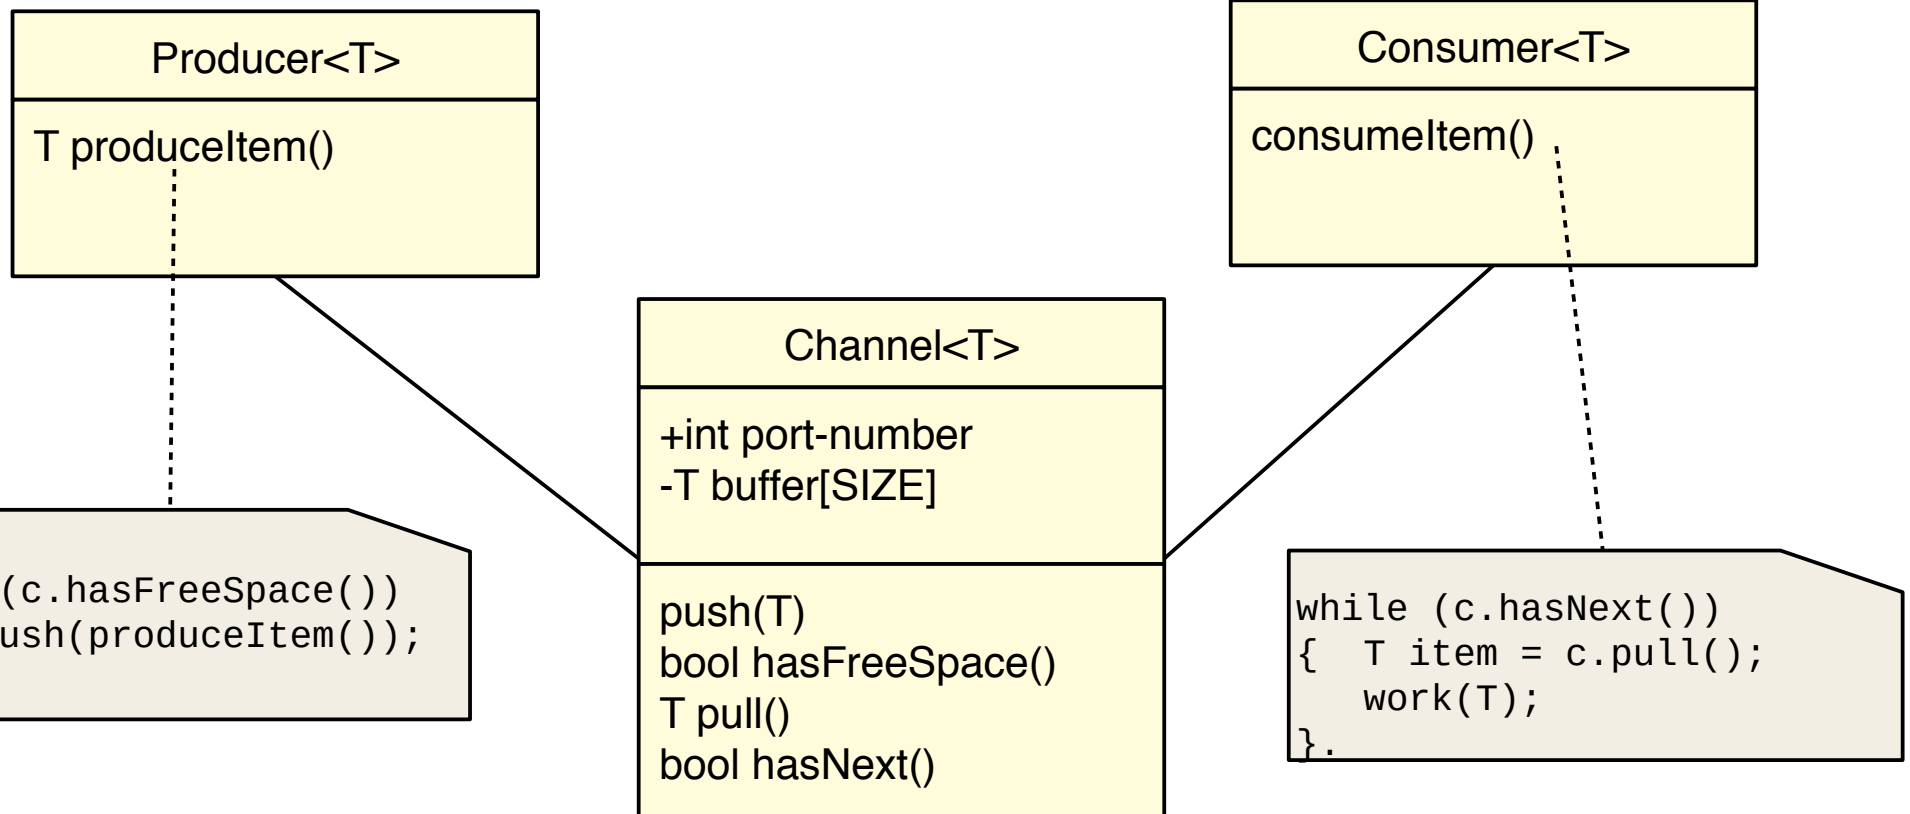 Producer<T>
T produceItem()
Consumer<T>
consumeItem()
Channel<T>
+int port-number
-T buffer[SIZE]
push(T)
bool hasFreeSpace()
T pull()
bool hasNext()
(c.hasFreeSpace())
ush(produceItem());
while (c.hasNext())
{  T item = c.pull();
   work(T);
}.